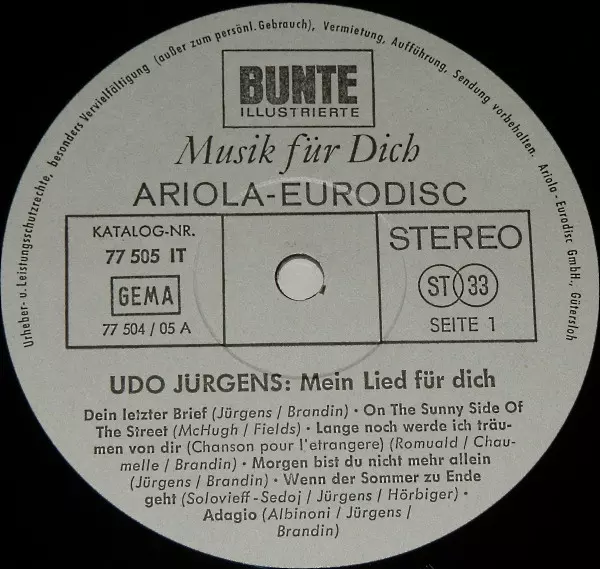 Urheber- u. Leistungsschutzrechte, besonders Vervielfältigung (außer zum persönl. Gebrauch), Vermietung, Aufführung, Sendung vorbehalten. Ariola - Eurodisc GmbH., Gütersloh
BUNTE
ILLUSTRIERTE
Musik für Dich
ARIOLA-EURODISC
KATALOG-NR.
77 505 IT
GEMA
77 504 / 05 A
STEREO
ST 33
SEITE 1
UDO JÜRGENS: Mein Lied für dich
Dein letzter Brief (Jürgens / Brandin) · On The Sunny Side Of
The Street (McHugh / Fields) · Lange noch werde ich träu-
men von dir (Chanson pour l'etrangere) (Romuald / Chau-
melle / Brandin) · Morgen bist du nicht mehr allein
(Jürgens / Brandin) · Wenn der Sommer zu Ende
geht (Solovieff-Sedoj / Jürgens / Hörbiger) ·
Adagio (Albinoni / Jürgens /
Brandin)